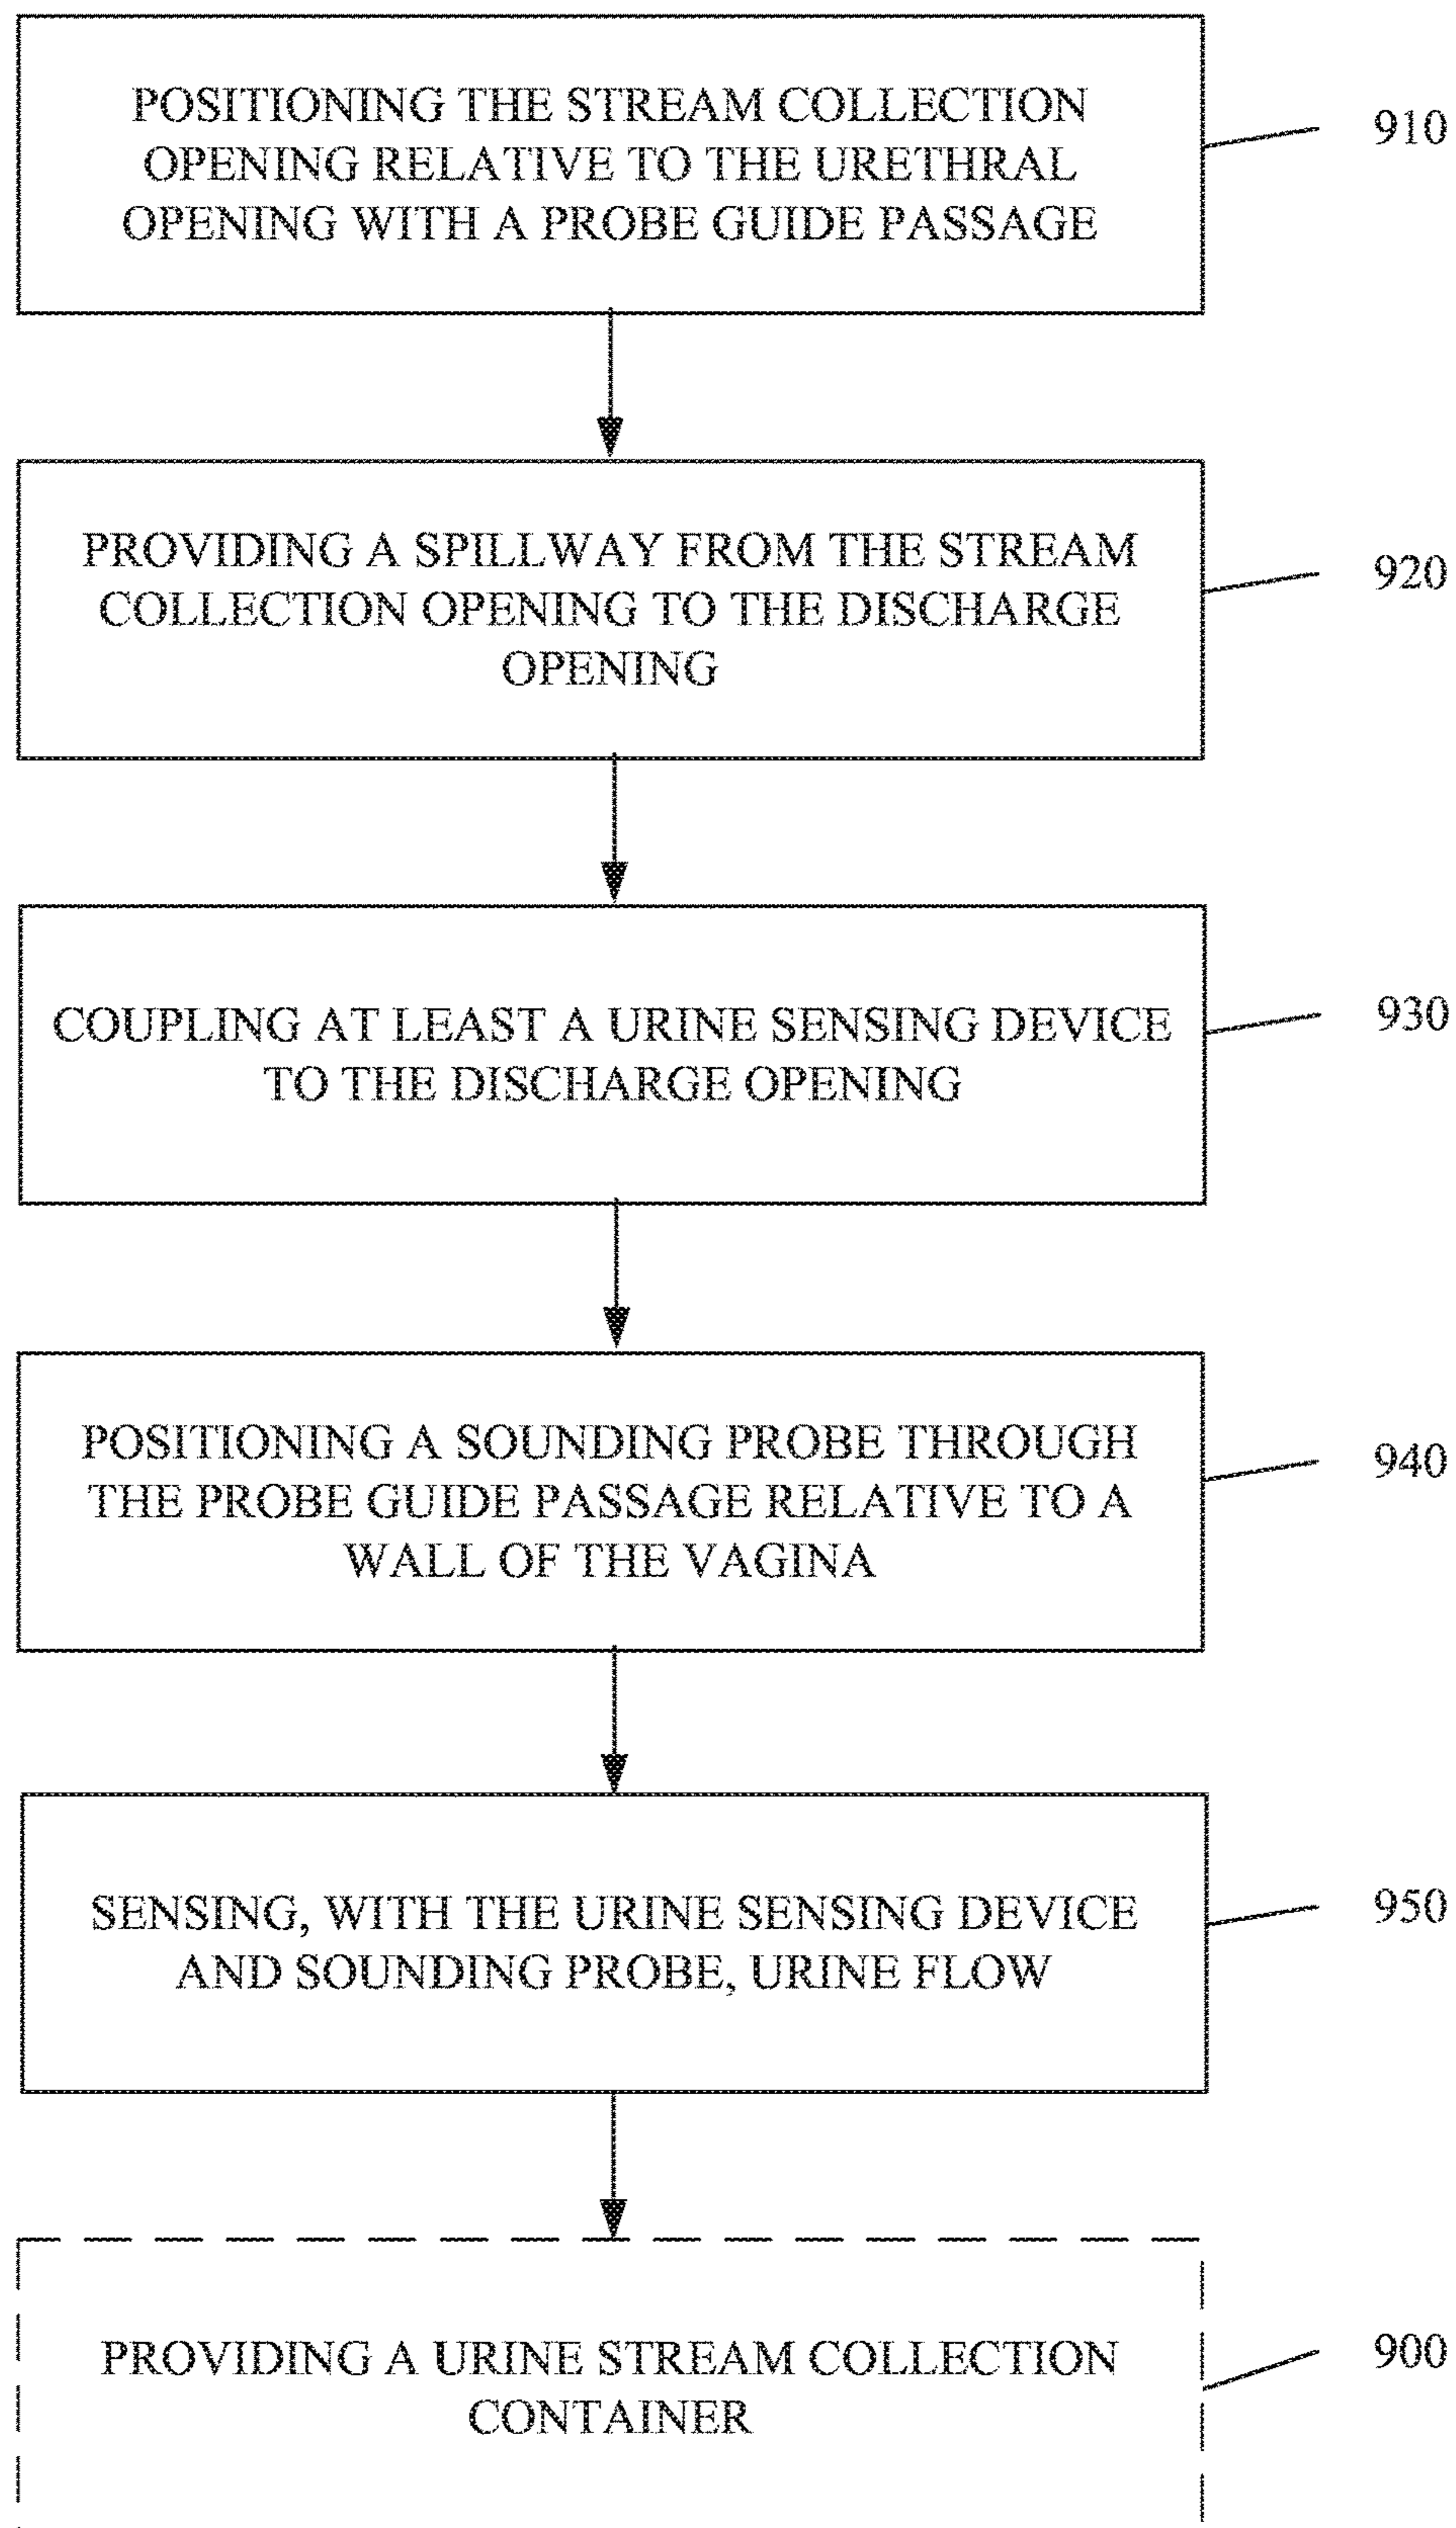 POSITIONING THE STREAM COLLECTION
OPENING RELATIVE TO THE URETHRAL
OPENING WITH A PROBE GUIDE PASSAGE
910
PROVIDING A SPILLWAY FROM THE STREAM
COLLECTION OPENING TO THE DISCHARGE
OPENING
920
COUPLING AT LEAST A URINE SENSING DEVICE
TO THE DISCHARGE OPENING
930
POSITIONING A SOUNDING PROBE THROUGH
THE PROBE GUIDE PASSAGE RELATIVE TO A
WALL OF THE VAGINA
940
SENSING, WITH THE URINE SENSING DEVICE
AND SOUNDING PROBE, URINE FLOW
950
PROVIDING A URINE STREAM COLLECTION
CONTAINER
900